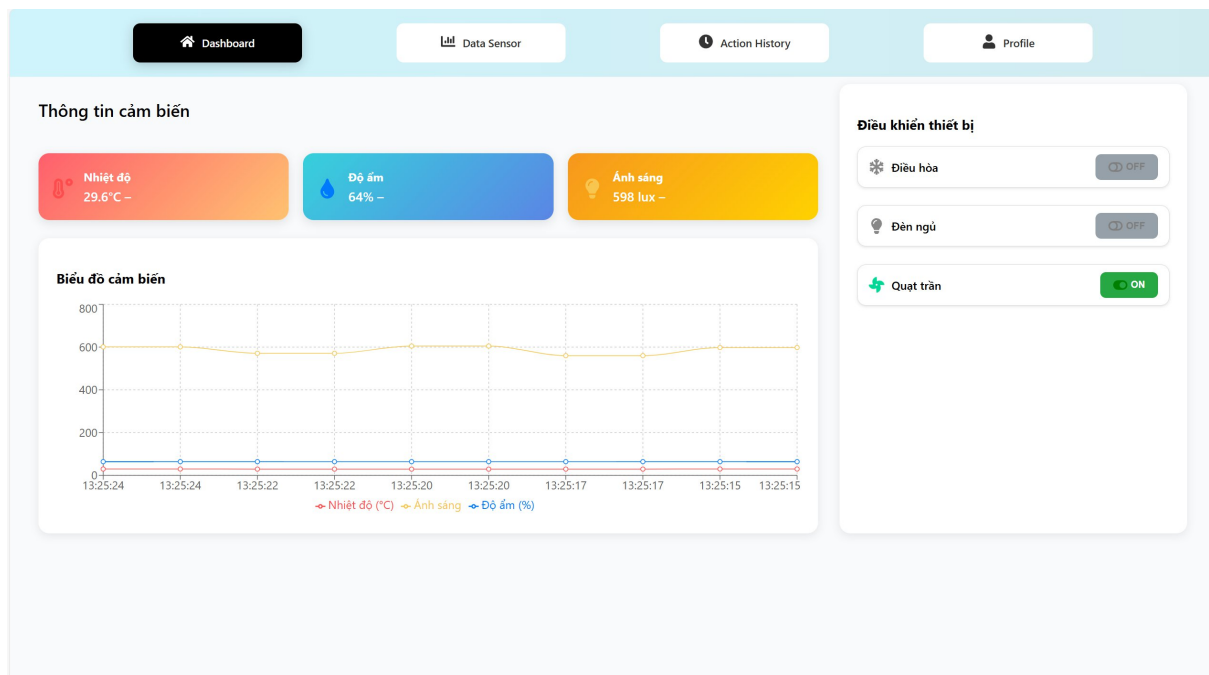 Dashboard
Data Sensor
Action History
Profile
Thông tin cảm biến
Nhiệt độ
29.6°C –
Độ ẩm
64% –
Ánh sáng
598 lux –
Biểu đồ cảm biến
800
600
400
200
0
13:25:24 13:25:24 13:25:22 13:25:22 13:25:20 13:25:20 13:25:17 13:25:17 13:25:15 13:25:15
Nhiệt độ (°C) Ánh sáng Độ ẩm (%)
Điều khiển thiết bị
Điều hòa OFF
Đèn ngủ OFF
Quạt trần ON